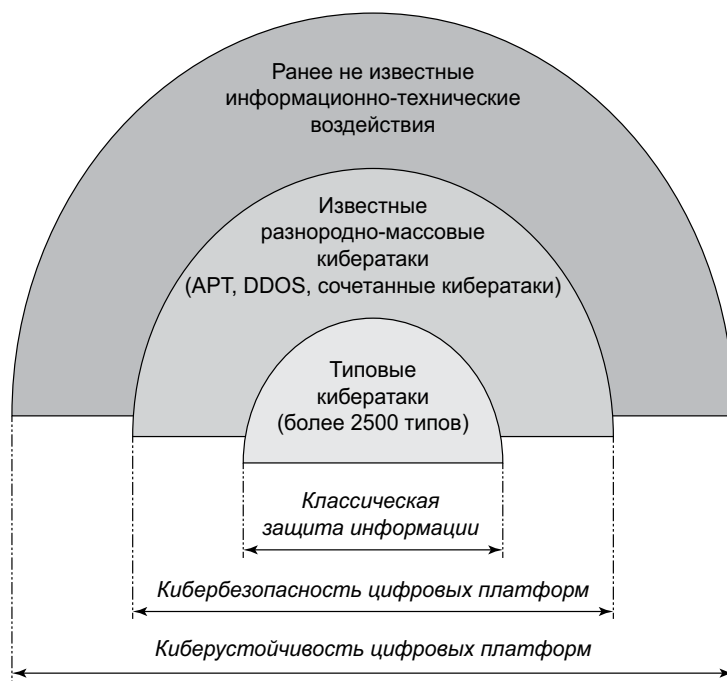 Ранее не известные
информационно-технические
воздействия
Известные
разнородно-массовые
кибератаки
(APT, DDOS, сочетанные кибератаки)
Типовые
кибератаки
(более 2500 типов)
Классическая
защита информации
Кибербезопасность цифровых платформ
Киберустойчивость цифровых платформ